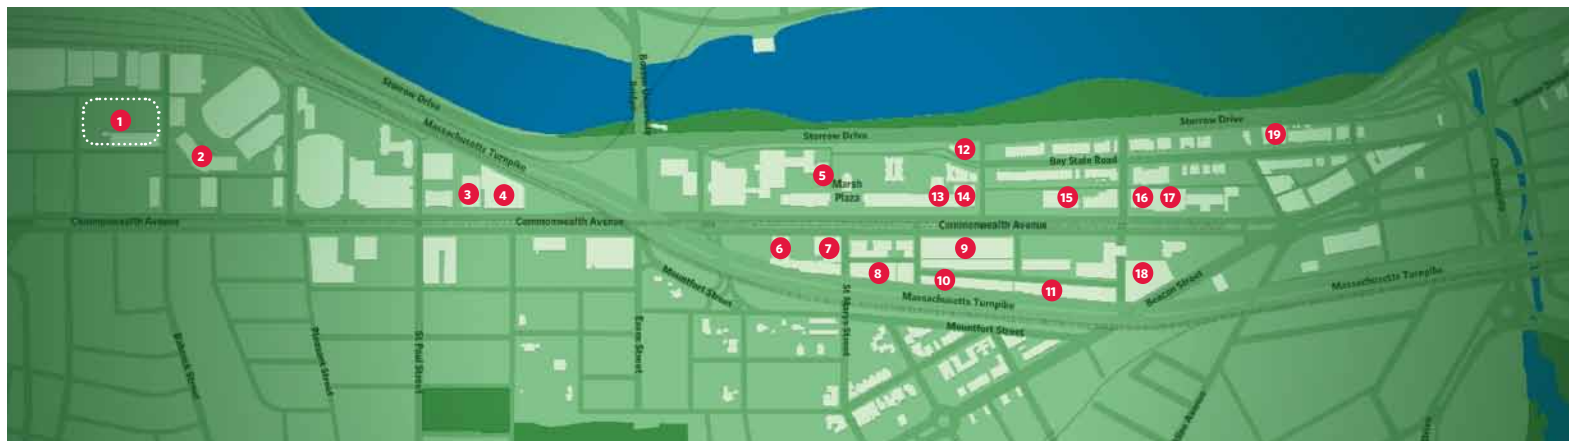 Storrow Drive
Massachusetts Turnpike
Boston University
Bridge
Storrow Drive
Storrow Drive
Bay State Road
Marsh
Plaza
Commonwealth Avenue
Commonwealth Avenue
Commonwealth Avenue
Mountfort Street
Massachusetts Turnpike
Mountfort Street
Beacon Street
Massachusetts Turnpike
Babcock Street
Pleasant Street
St Paul Street
Essex Street
St Marys Street
Charlesgate
1
2
3
4
5
6
7
8
9
10
11
12
13
14
15
16
17
18
19